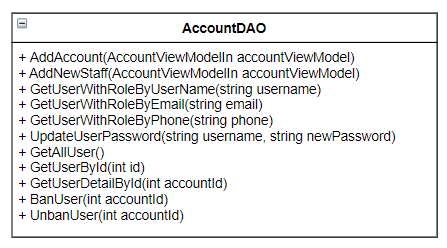 AccountDAO
+ AddAccount(AccountViewModelIn accountViewModel)
+ AddNewStaff(AccountViewModelIn accountViewModel)
+ GetUserWithRoleByUserName(string username)
+ GetUserWithRoleByEmail(string email)
+ GetUserWithRoleByPhone(string phone)
+ UpdateUserPassword(string username, string newPassword)
+ GetAllUser()
+ GetUserById(int id)
+ GetUserDetailById(int accountId)
+ BanUser(int accountId)
+ UnbanUser(int accountId)